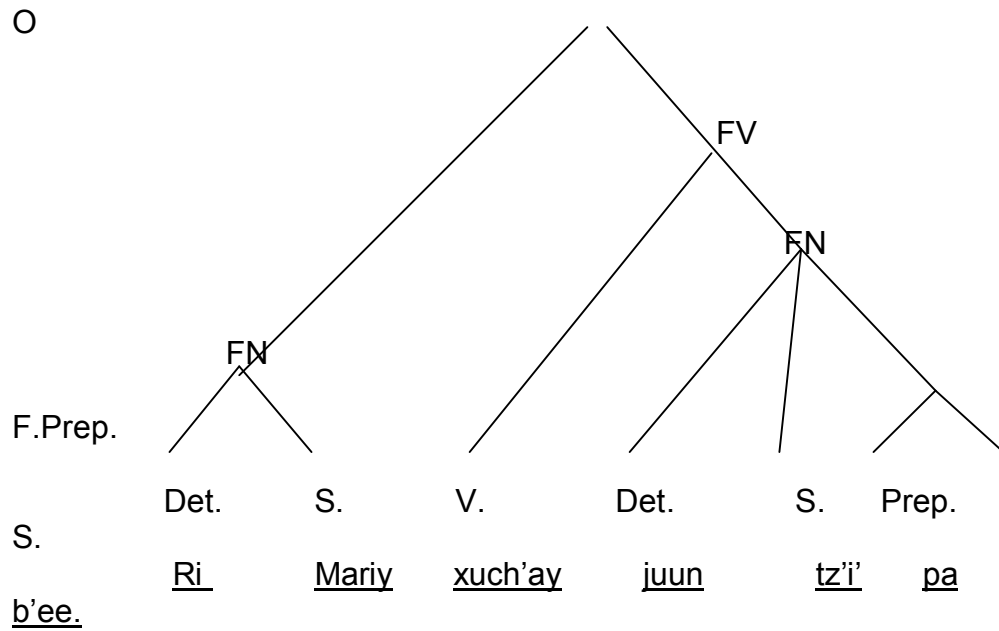 O
FV
FN
FN
F.Prep.
Det. S. V. Det. S. Prep.
S.
Ri Mariy xuch’ay juun tz’i’ pa
b’ee.